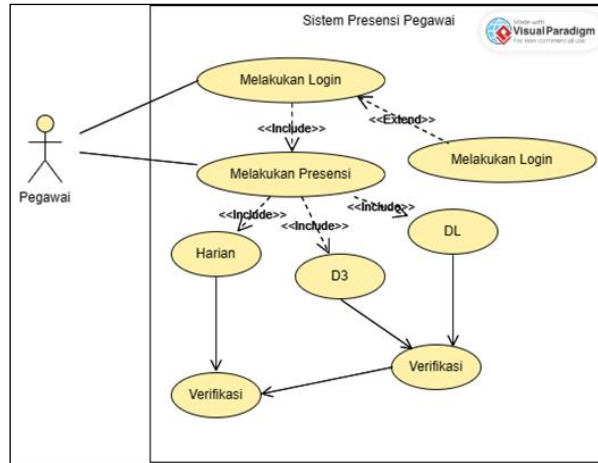 Sistem Presensi Pegawai
Made with
Visual Paradigm
For non-commercial use
Melakukan Login
<<Extend>>
<<Include>>
Melakukan Login
Melakukan Presensi
Pegawai
<<Include>>
<<Include>>
<<Include>>
Harian
D3
DL
Verifikasi
Verifikasi